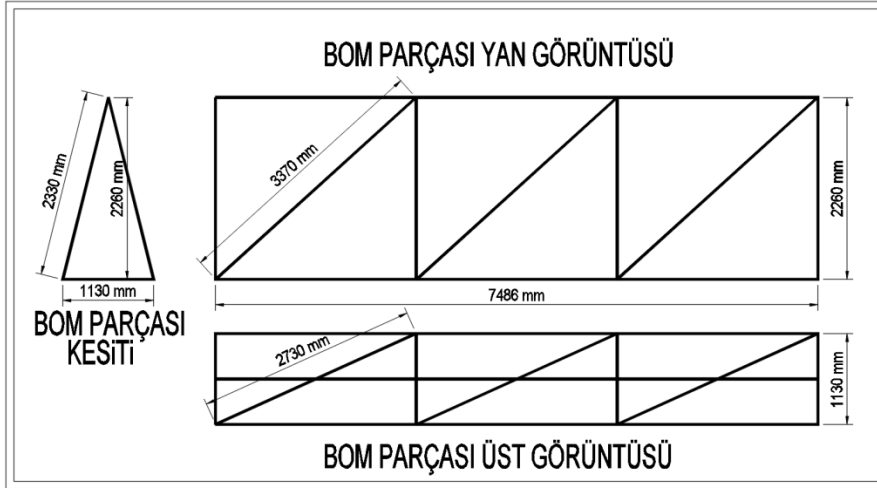 BOM PARÇASI YAN GÖRÜNTÜSÜ
2330 mm
2260 mm
1130 mm
BOM PARÇASI
KESİTİ
3370 mm
2260 mm
7486 mm
2730 mm
1130 mm
BOM PARÇASI ÜST GÖRÜNTÜSÜ